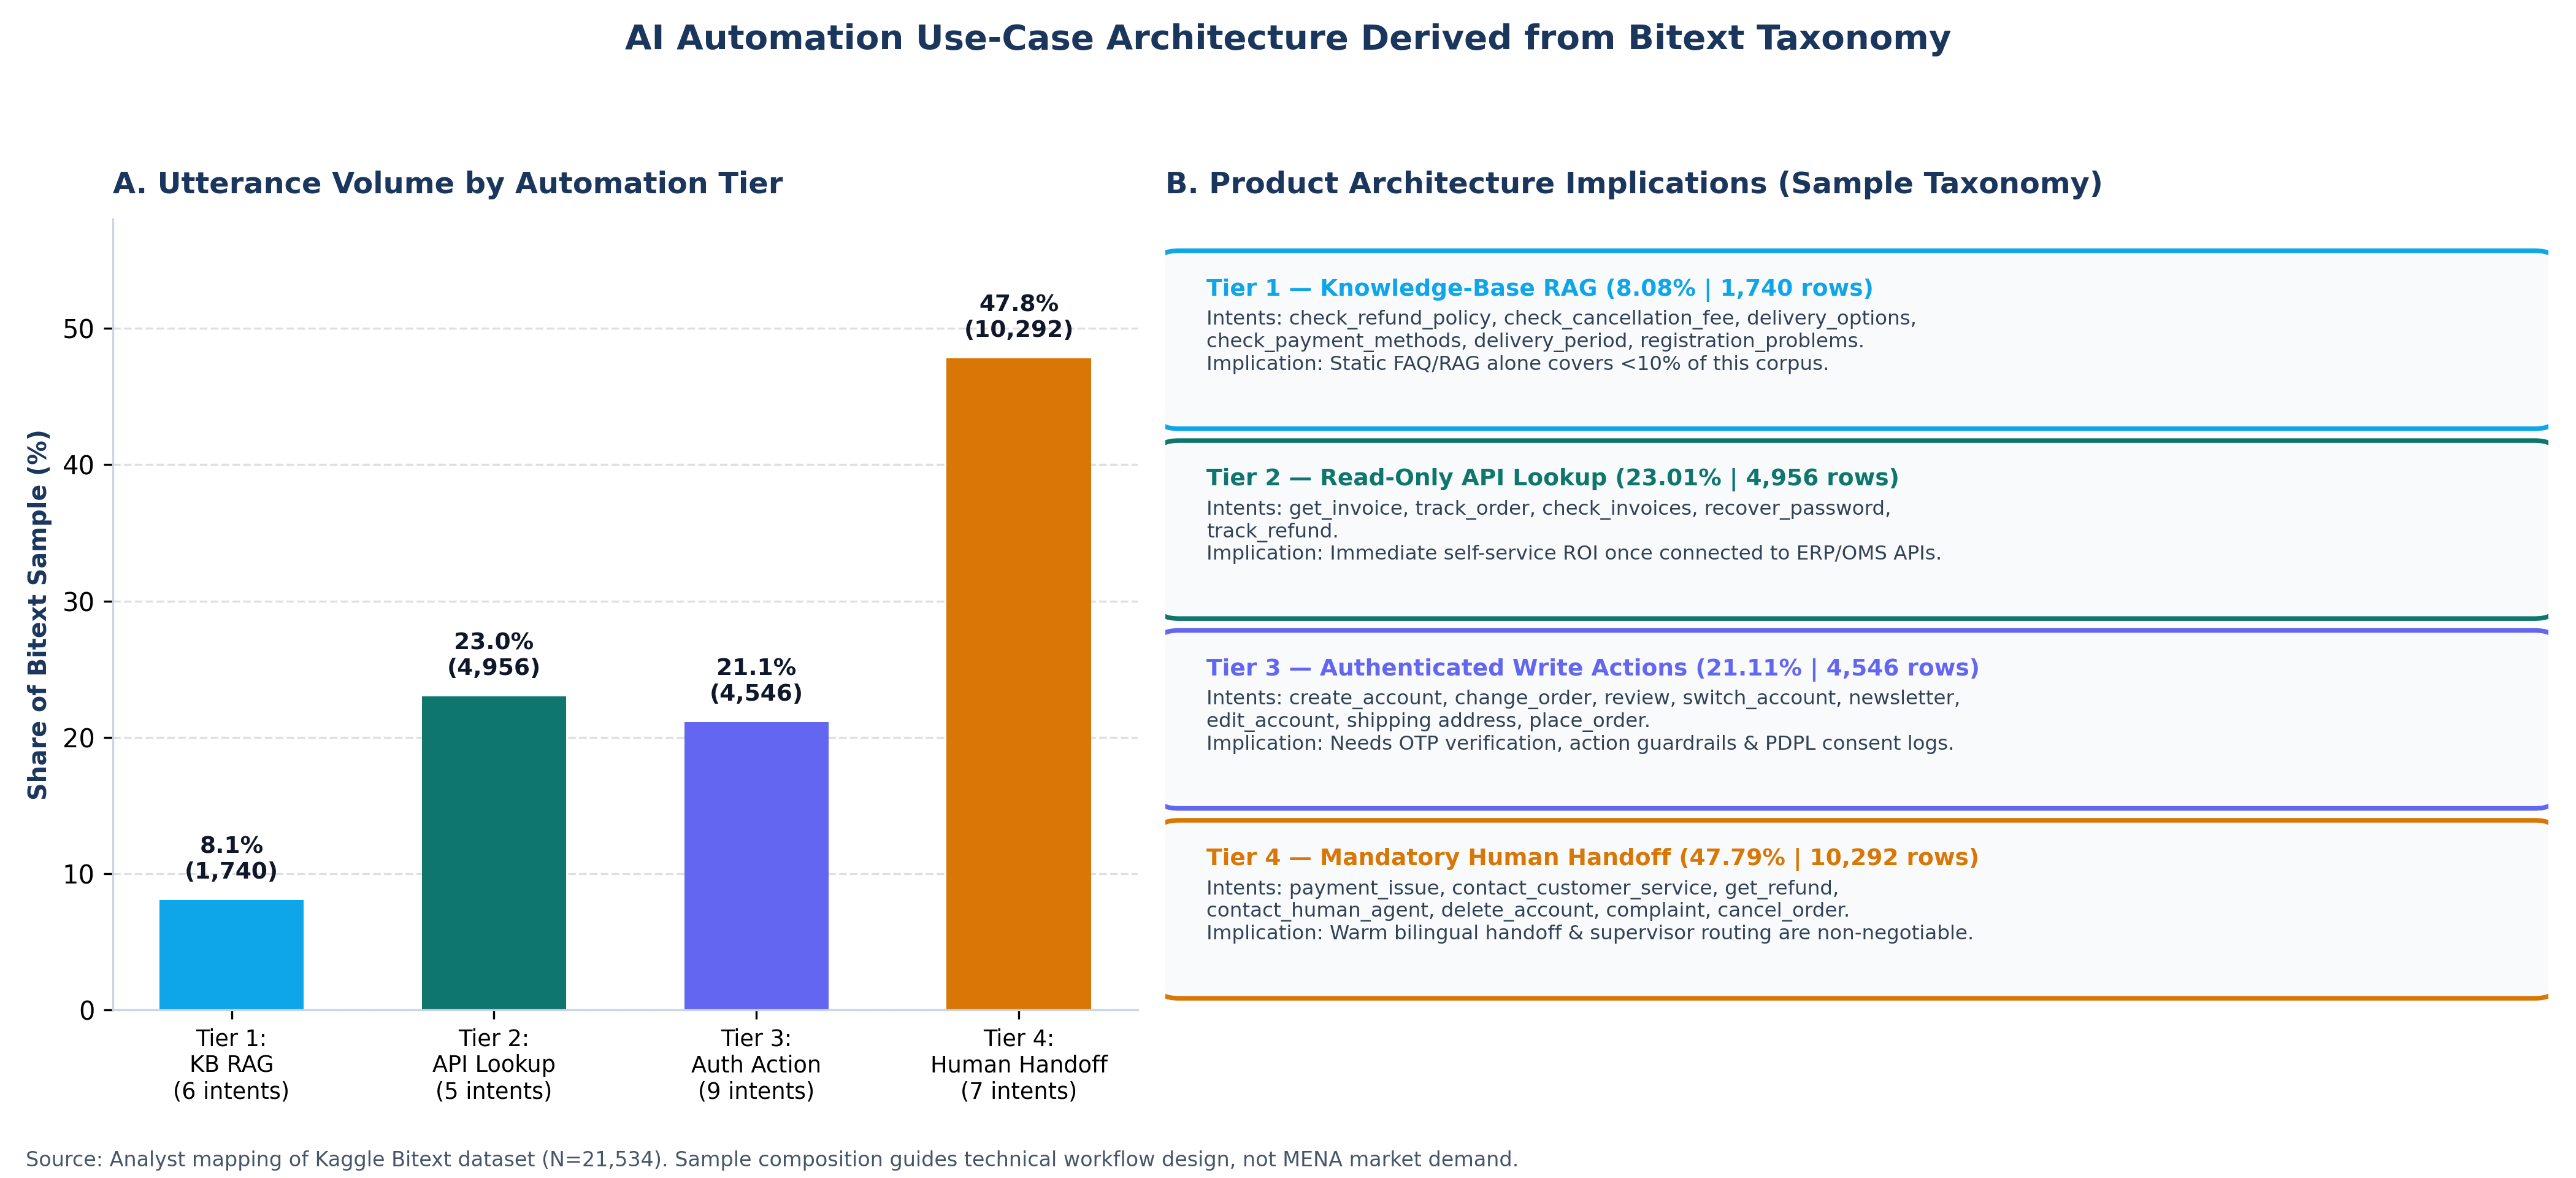 AI Automation Use-Case Architecture Derived from Bitext Taxonomy
A. Utterance Volume by Automation Tier
Share of Bitext Sample (%)
50
40
30
20
10
0
8.1%
(1,740)
23.0%
(4,956)
21.1%
(4,546)
47.8%
(10,292)
Tier 1:
KB RAG
(6 intents)
Tier 2:
API Lookup
(5 intents)
Tier 3:
Auth Action
(9 intents)
Tier 4:
Human Handoff
(7 intents)
B. Product Architecture Implications (Sample Taxonomy)
Tier 1 — Knowledge-Base RAG (8.08% | 1,740 rows)
Intents: check_refund_policy, check_cancellation_fee, delivery_options,
check_payment_methods, delivery_period, registration_problems.
Implication: Static FAQ/RAG alone covers <10% of this corpus.
Tier 2 — Read-Only API Lookup (23.01% | 4,956 rows)
Intents: get_invoice, track_order, check_invoices, recover_password,
track_refund.
Implication: Immediate self-service ROI once connected to ERP/OMS APIs.
Tier 3 — Authenticated Write Actions (21.11% | 4,546 rows)
Intents: create_account, change_order, review, switch_account, newsletter,
edit_account, shipping address, place_order.
Implication: Needs OTP verification, action guardrails & PDPL consent logs.
Tier 4 — Mandatory Human Handoff (47.79% | 10,292 rows)
Intents: payment_issue, contact_customer_service, get_refund,
contact_human_agent, delete_account, complaint, cancel_order.
Implication: Warm bilingual handoff & supervisor routing are non-negotiable.
Source: Analyst mapping of Kaggle Bitext dataset (N=21,534). Sample composition guides technical workflow design, not MENA market demand.